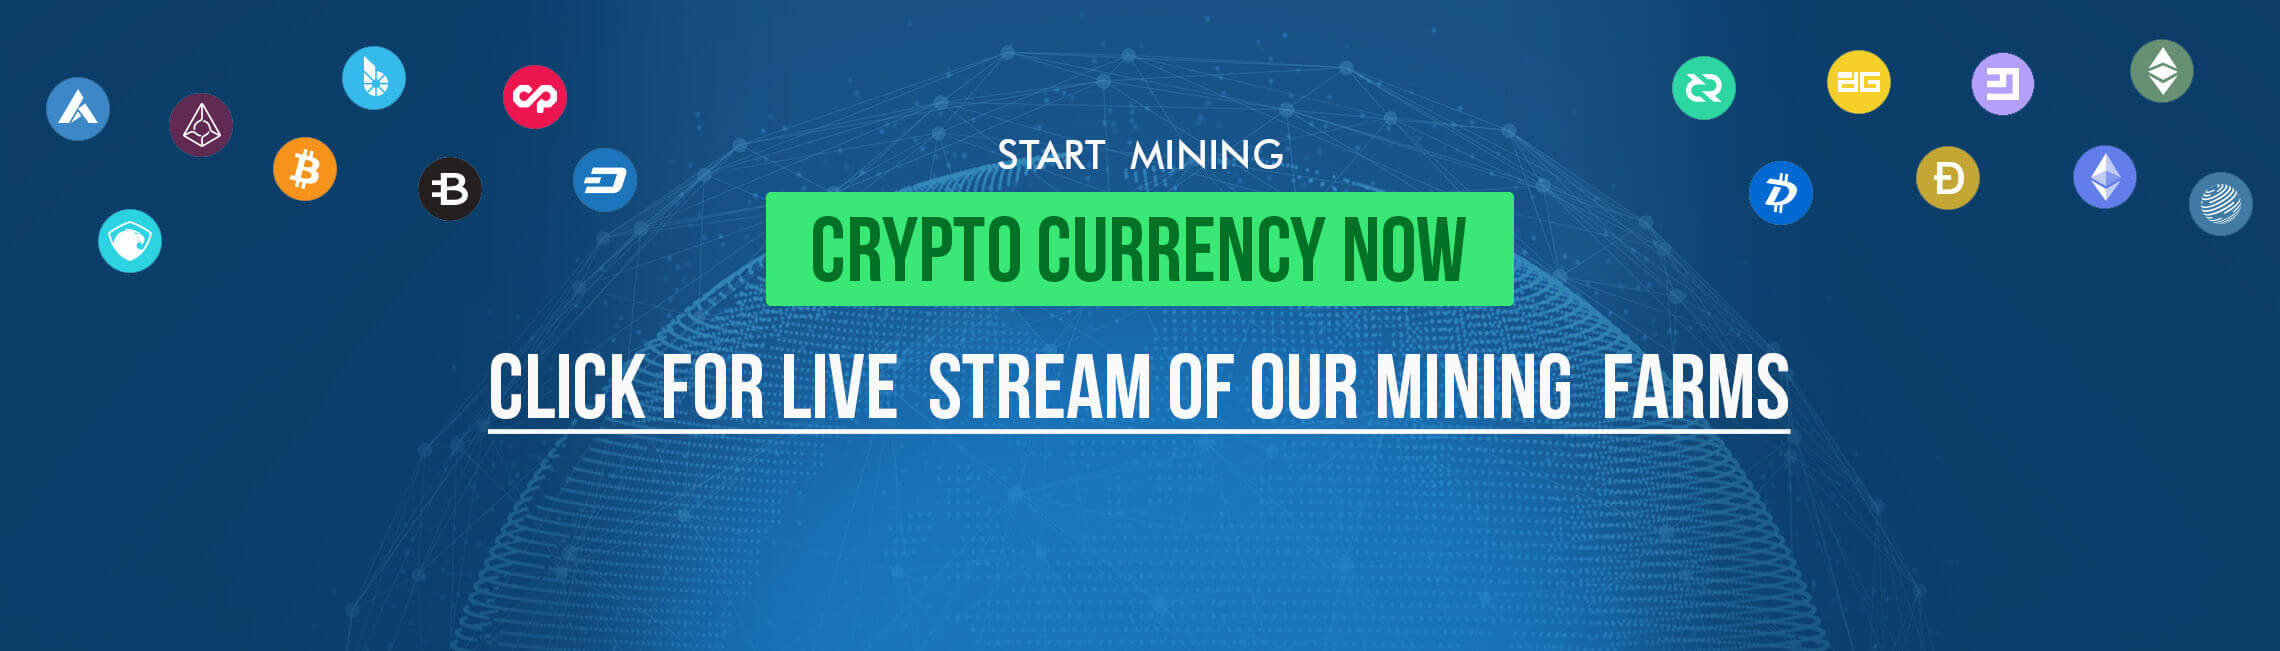 START MINING
CRYPTO CURRENCY NOW
CLICK FOR LIVE STREAM OF OUR MINING FARMS